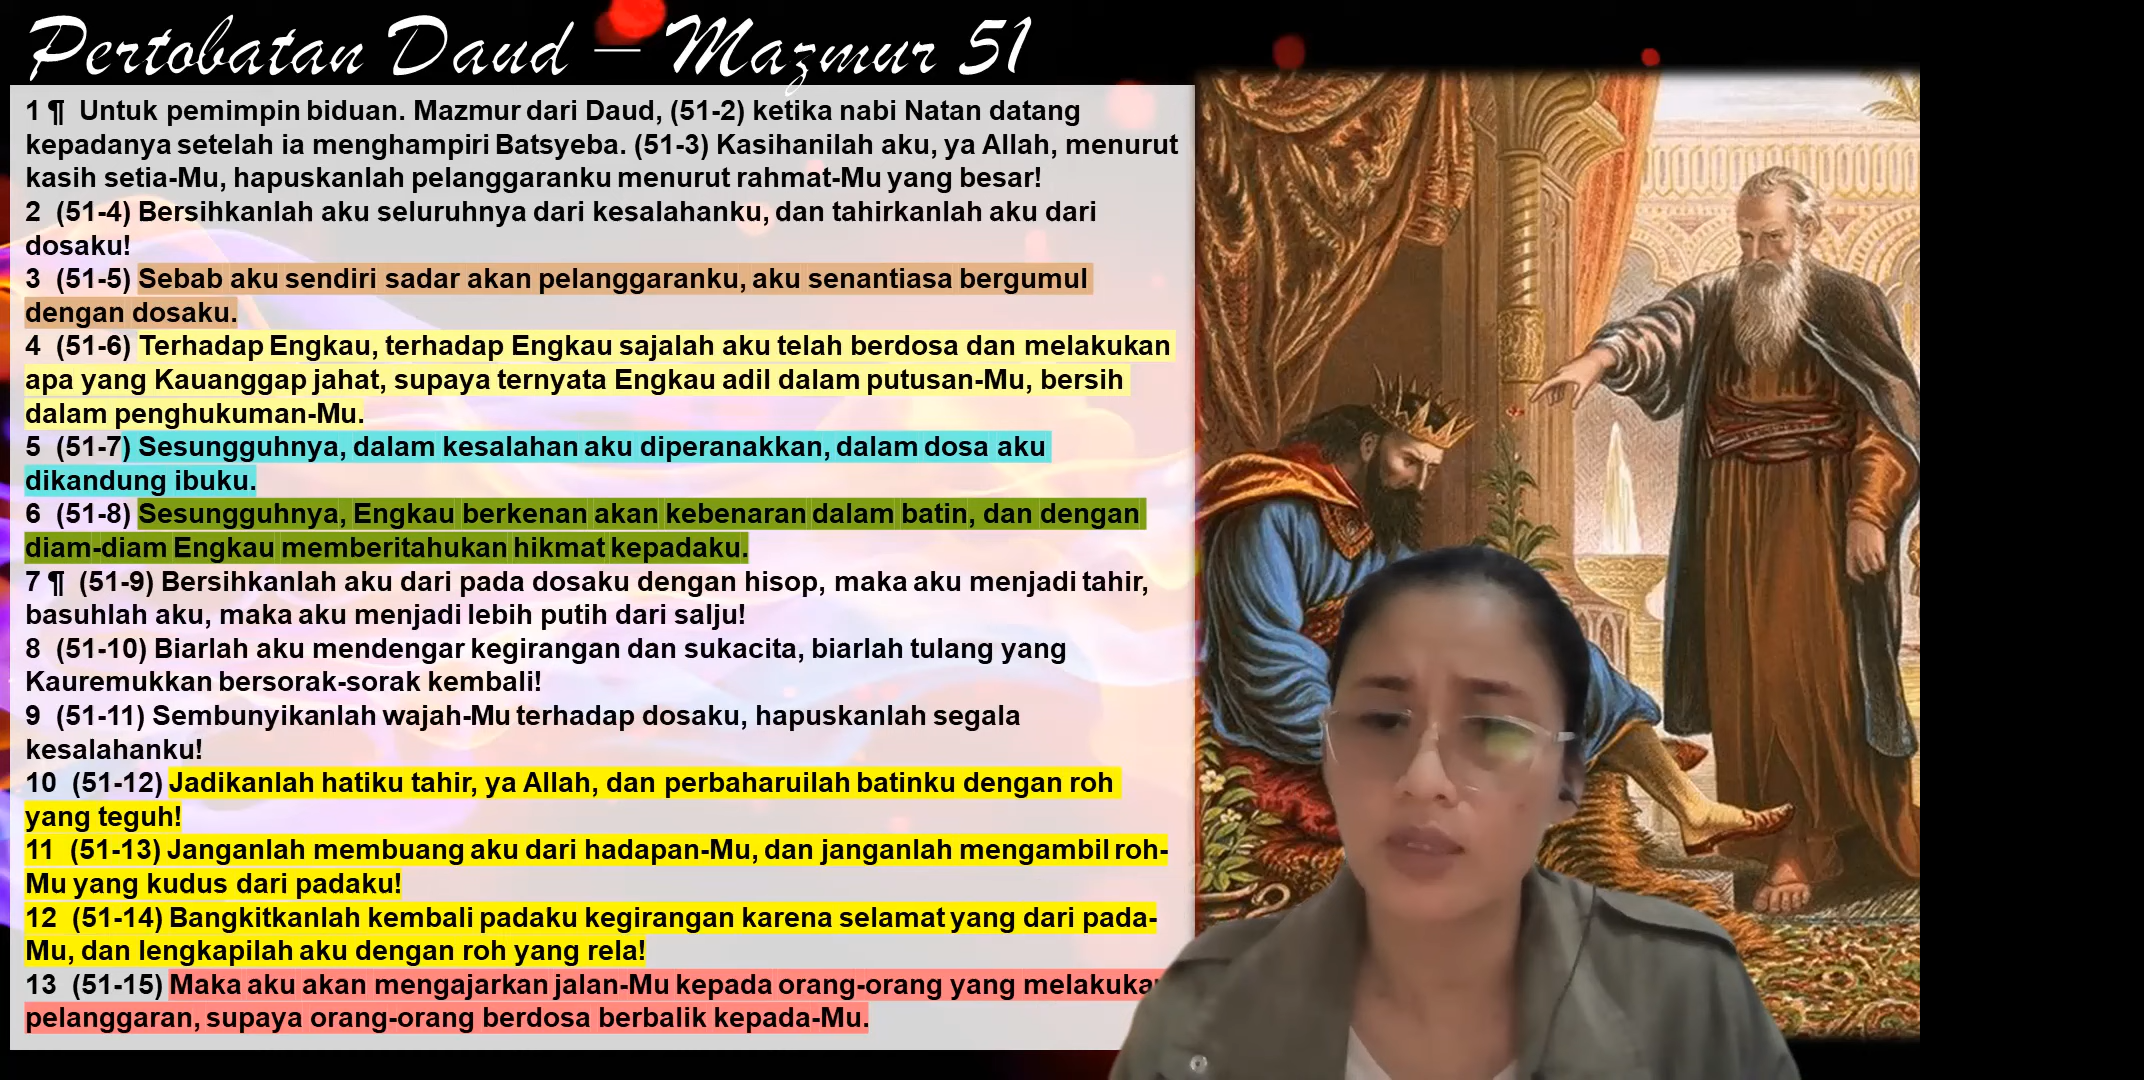 Pertobatan Daud – Mazmur 51
1 ¶ Untuk pemimpin biduan. Mazmur dari Daud, (51-2) ketika nabi Natan datang
kepadanya setelah ia menghampiri Batsyeba. (51-3) Kasihanilah aku, ya Allah, menurut
kasih setia-Mu, hapuskanlah pelanggaranku menurut rahmat-Mu yang besar!
2 (51-4) Bersihkanlah aku seluruhnya dari kesalahanku, dan tahirkanlah aku dari
dosaku!
3 (51-5) Sebab aku sendiri sadar akan pelanggaranku, aku senantiasa bergumul
dengan dosaku.
4 (51-6) Terhadap Engkau, terhadap Engkau sajalah aku telah berdosa dan melakukan
apa yang Kauanggap jahat, supaya ternyata Engkau adil dalam putusan-Mu, bersih
dalam penghukuman-Mu.
5 (51-7) Sesungguhnya, dalam kesalahan aku diperanakkan, dalam dosa aku
dikandung ibuku.
6 (51-8) Sesungguhnya, Engkau berkenan akan kebenaran dalam batin, dan dengan
diam-diam Engkau memberitahukan hikmat kepadaku.
7 ¶ (51-9) Bersihkanlah aku dari pada dosaku dengan hisop, maka aku menjadi tahir,
basuhlah aku, maka aku menjadi lebih putih dari salju!
8 (51-10) Biarlah aku mendengar kegirangan dan sukacita, biarlah tulang yang
Kauremukkan bersorak-sorak kembali!
9 (51-11) Sembunyikanlah wajah-Mu terhadap dosaku, hapuskanlah segala
kesalahanku!
10 (51-12) Jadikanlah hatiku tahir, ya Allah, dan perbaharuilah batinku dengan roh
yang teguh!
11 (51-13) Janganlah membuang aku dari hadapan-Mu, dan janganlah mengambil roh-
Mu yang kudus dari padaku!
12 (51-14) Bangkitkanlah kembali padaku kegirangan karena selamat yang dari pada-
Mu, dan lengkapilah aku dengan roh yang rela!
13 (51-15) Maka aku akan mengajarkan jalan-Mu kepada orang-orang yang melakukan
pelanggaran, supaya orang-orang berdosa berbalik kepada-Mu.